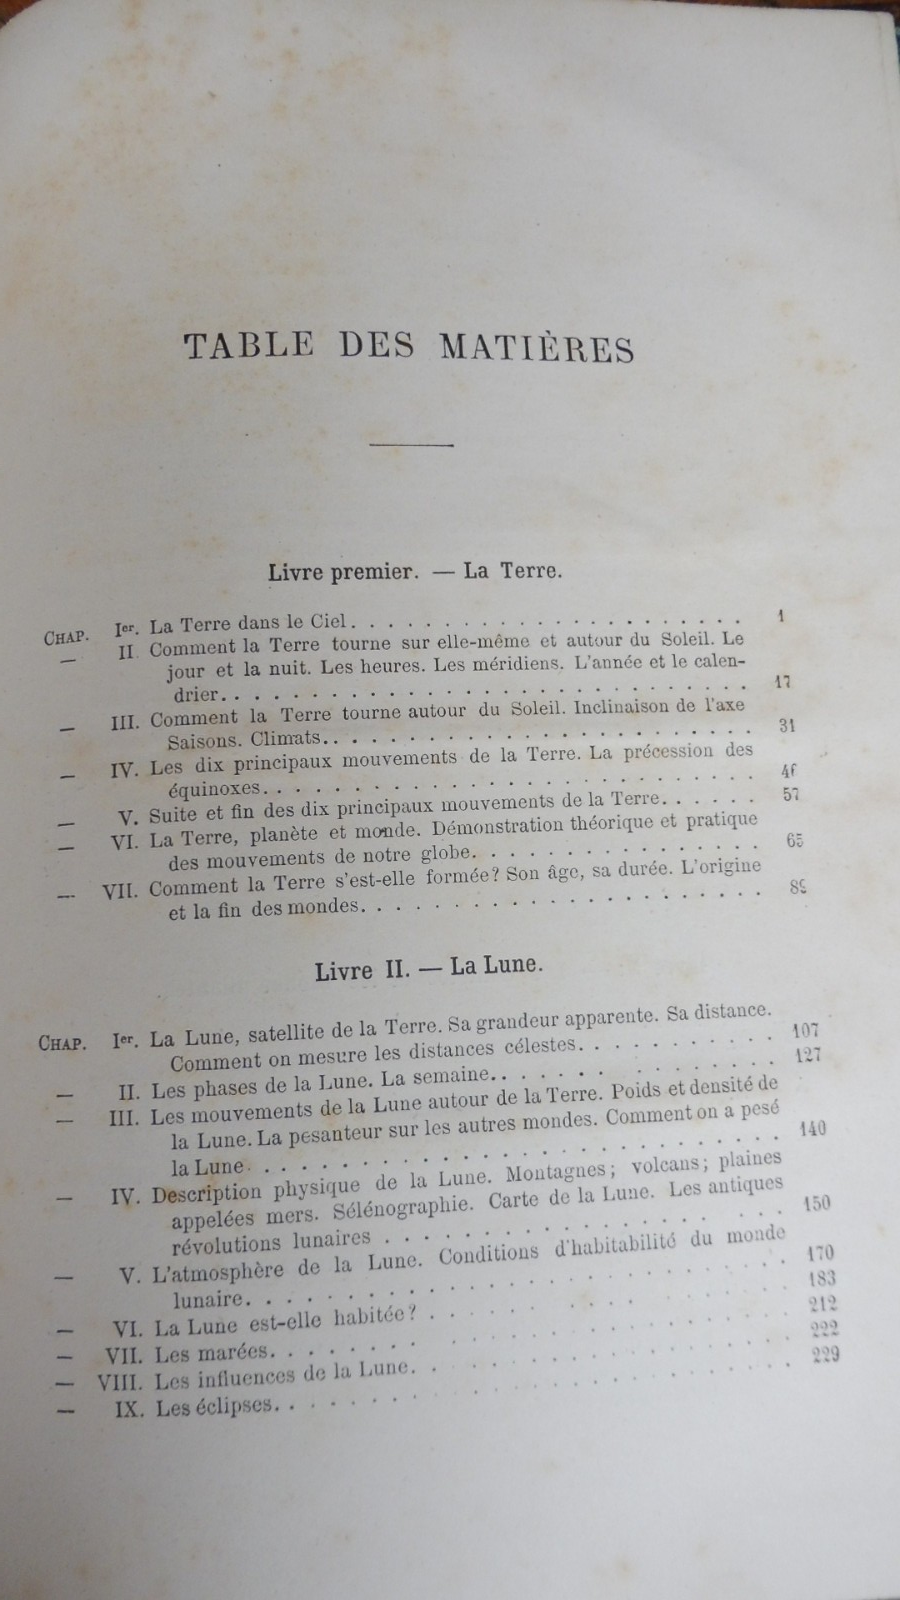 TABLE DES MATIÈRES
Livre premier. — La Terre.
CHAP. Ier. La Terre dans le Ciel. . . . . . . . . . . . . . . . . . . . . 1
— II. Comment la Terre tourne sur elle-même et autour du Soleil. Le
jour et la nuit. Les heures. Les méridiens. L'année et le calen-
drier. . . . . . . . . . . . . . . . . . . . . . . . . . . 17
— III. Comment la Terre tourne autour du Soleil. Inclinaison de l'axe
Saisons. Climats. . . . . . . . . . . . . . . . . . . . . . . 31
— IV. Les dix principaux mouvements de la Terre. La précession des
équinoxes. . . . . . . . . . . . . . . . . . . . . . . . . . 46
— V. Suite et fin des dix principaux mouvements de la Terre. . . . . . 57
— VI. La Terre, planète et monde. Démonstration théorique et pratique
des mouvements de notre globe. . . . . . . . . . . . . . . 65
— VII. Comment la Terre s'est-elle formée? Son âge, sa durée. L'origine
et la fin des mondes. . . . . . . . . . . . . . . . . . . . . 89
Livre II. — La Lune.
CHAP. Ier. La Lune, satellite de la Terre. Sa grandeur apparente. Sa distance.
Comment on mesure les distances célestes. . . . . . . . . . . 107
— II. Les phases de la Lune. La semaine. . . . . . . . . . . . . . 127
— III. Les mouvements de la Lune autour de la Terre. Poids et densité de
la Lune. La pesanteur sur les autres mondes. Comment on a pesé
la Lune . . . . . . . . . . . . . . . . . . . . . . . . . . 140
— IV. Description physique de la Lune. Montagnes; volcans; plaines
appelées mers. Sélénographie. Carte de la Lune. Les antiques
révolutions lunaires . . . . . . . . . . . . . . . . . . . 150
— V. L'atmosphère de la Lune. Conditions d'habitabilité du monde
lunaire. . . . . . . . . . . . . . . . . . . . . . . . . . . 170
— VI. La Lune est-elle habitée? . . . . . . . . . . . . . . . . . . 183
— VII. Les marées. . . . . . . . . . . . . . . . . . . . . . . . . . 212
— VIII. Les influences de la Lune. . . . . . . . . . . . . . . . . . . 222
— IX. Les éclipses. . . . . . . . . . . . . . . . . . . . . . . . . 229